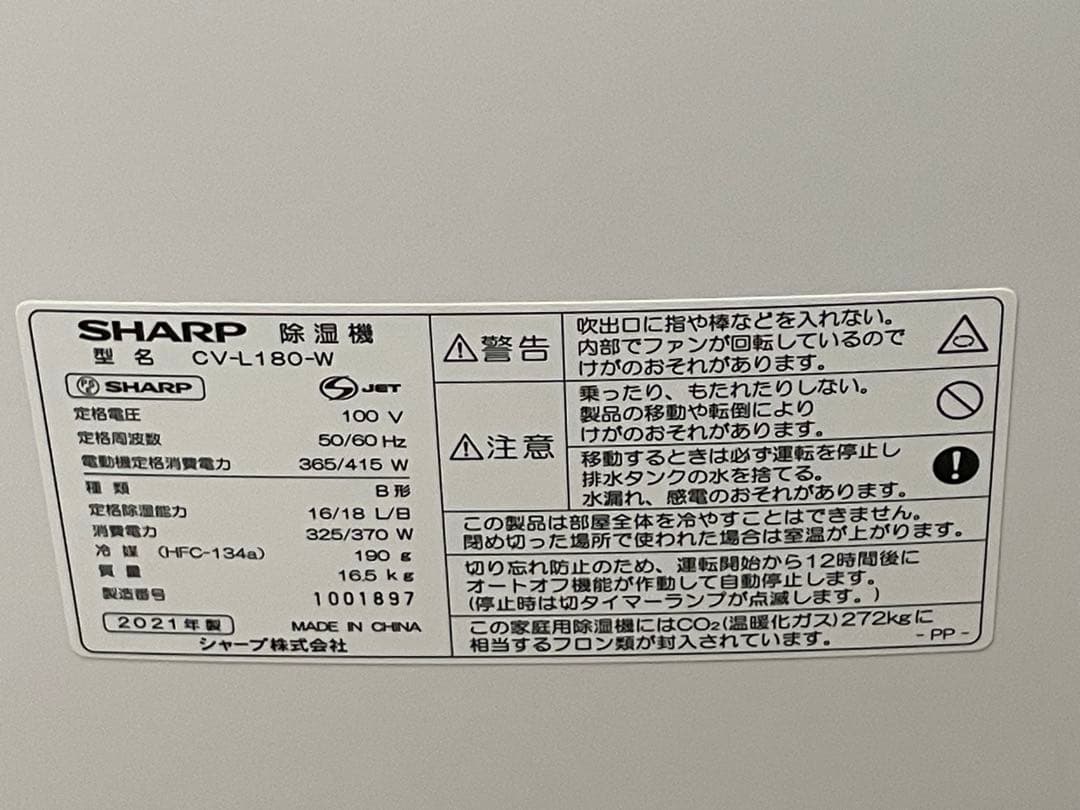 SHARP 除湿機
型名 CV-L180-W
SHARP
JET
定格電圧 100 V
定格周波数 50/60 Hz
電動機定格消費電力 365/415 W
種類 B形
定格除湿能力 16/18 L/B
消費電力 325/370 W
冷媒 (HFC-134a) 190 g
質量 16.5 kg
製造番号 1001897
2021年製 MADE IN CHINA
シャープ株式会社
警告
吹出口に指や棒などを入れない。
内部でファンが回転しているので
けがのおそれがあります。
注意
乗ったり、もたれたりしない。
製品の移動や転倒により
けがのおそれがあります。
移動するときは必ず運転を停止し
排水タンクの水を捨てる。
水漏れ、感電のおそれがあります。
この製品は部屋全体を冷やすことはできません。
閉め切った場所で使われた場合は室温が上がります。
切り忘れ防止のため、運転開始から12時間後に
オートオフ機能が作動して自動停止します。
(停止時は切タイマーランプが点滅します。)
この家庭用除湿機にはCO₂(温暖化ガス)272kgに
相当するフロン類が封入されています。 -PP-